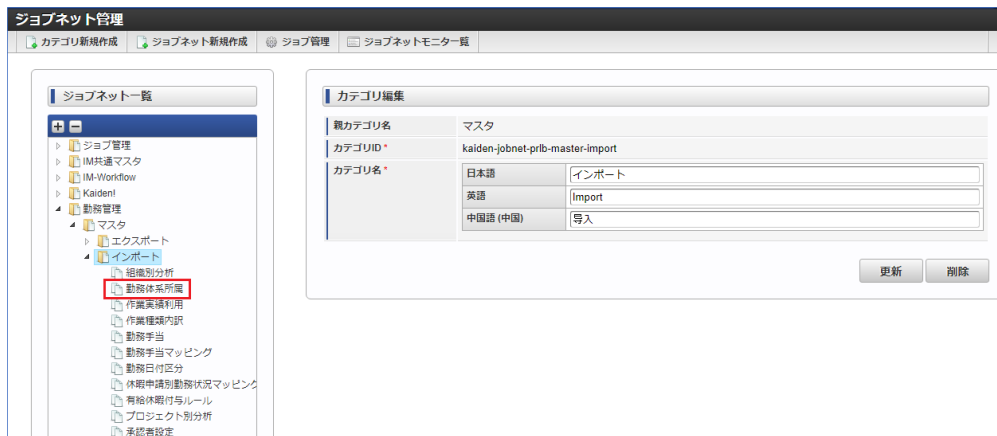 ジョブネット管理
カテゴリ新規作成 ジョブネット新規作成 ジョブ管理 ジョブネットモニタ一覧
ジョブネット一覧
ジョブ管理
IM共通マスタ
IM-Workflow
Kaiden!
勤務管理
マスタ
エクスポート
インポート
組織別分析
勤務体系所属
作業実績利用
作業種類内訳
勤務手当
勤務手当マッピング
勤務日付区分
休暇申請別勤務状況マッピング
有給休暇付与ルール
プロジェクト別分析
承認者設定
カテゴリ編集
親カテゴリ名 マスタ
カテゴリID * kaiden-jobnet-prlb-master-import
カテゴリ名 *
日本語 インポート
英語 Import
中国語 (中国) 导入
更新 削除